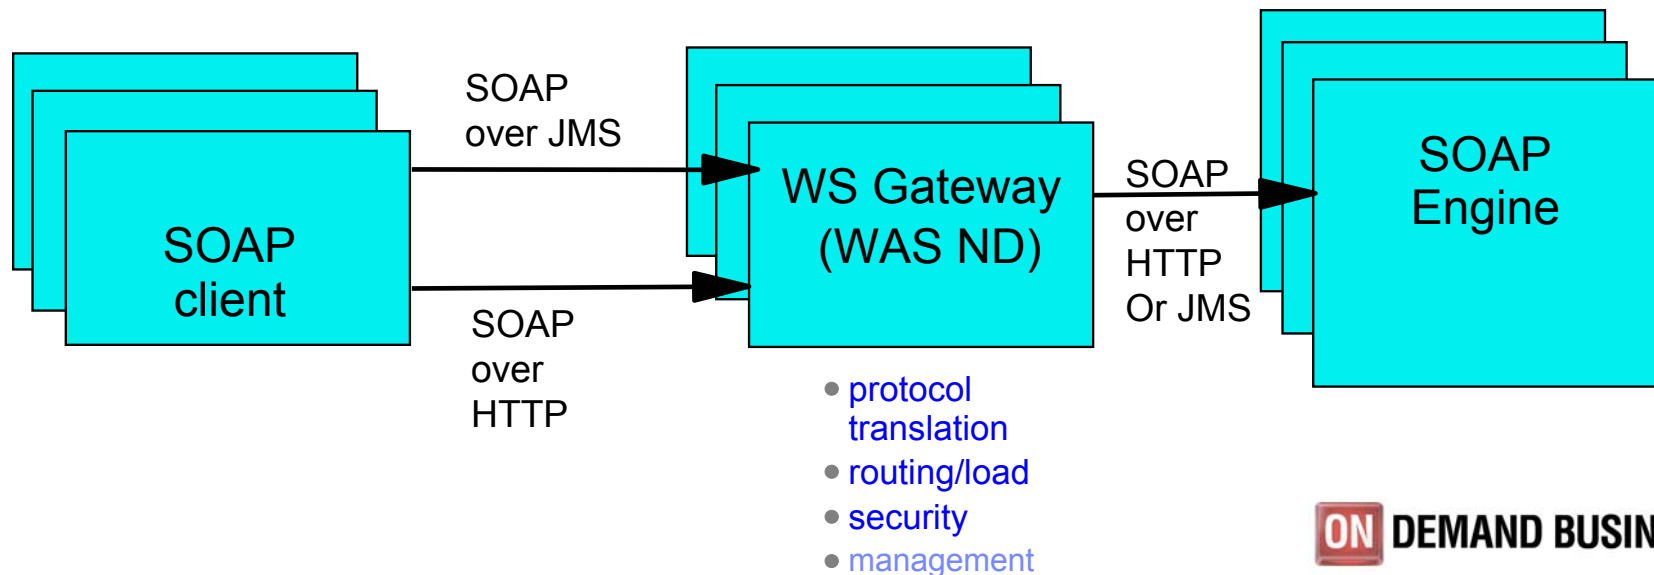 SOAP
client
SOAP
over JMS
SOAP
over
HTTP
WS Gateway
(WAS ND)
protocol
translation
routing/load
security
management
SOAP
over
HTTP
Or JMS
SOAP
Engine
ON DEMAND BUSIN